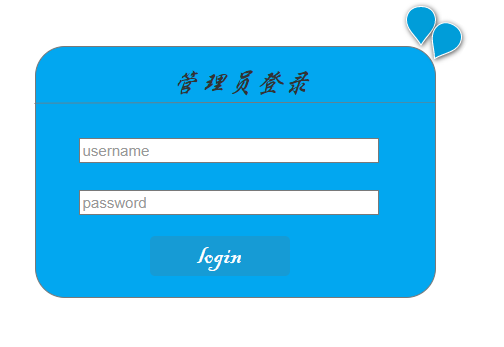 管理员登录
username
password
login